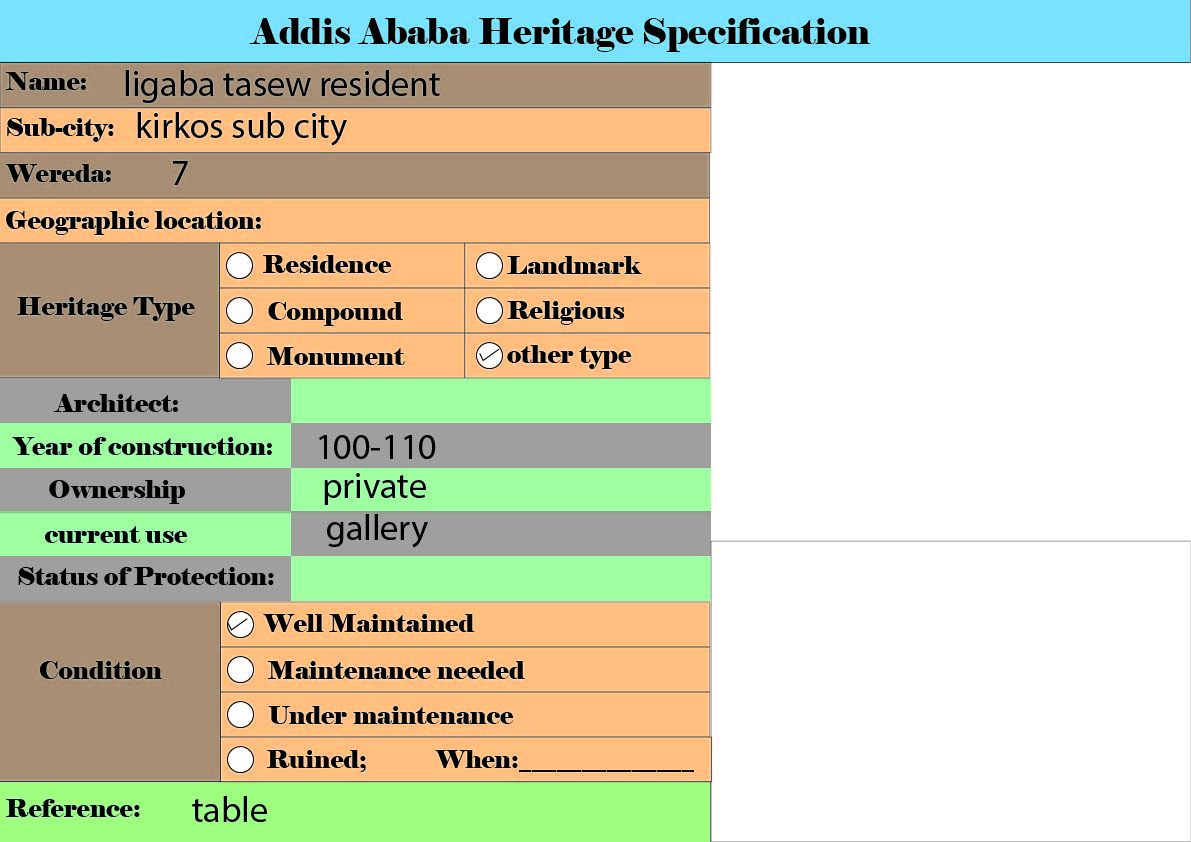 Addis Ababa Heritage Specification
Name: ligaba tasew resident
Sub-city: kirkos sub city
Wereda: 7
Geographic location:
Heritage Type
Residence
Landmark
Compound
Religious
Monument
other type
Architect:
Year of construction: 100-110
Ownership private
current use gallery
Status of Protection:
Condition
Well Maintained
Maintenance needed
Under maintenance
Ruined; When:______________
Reference: table